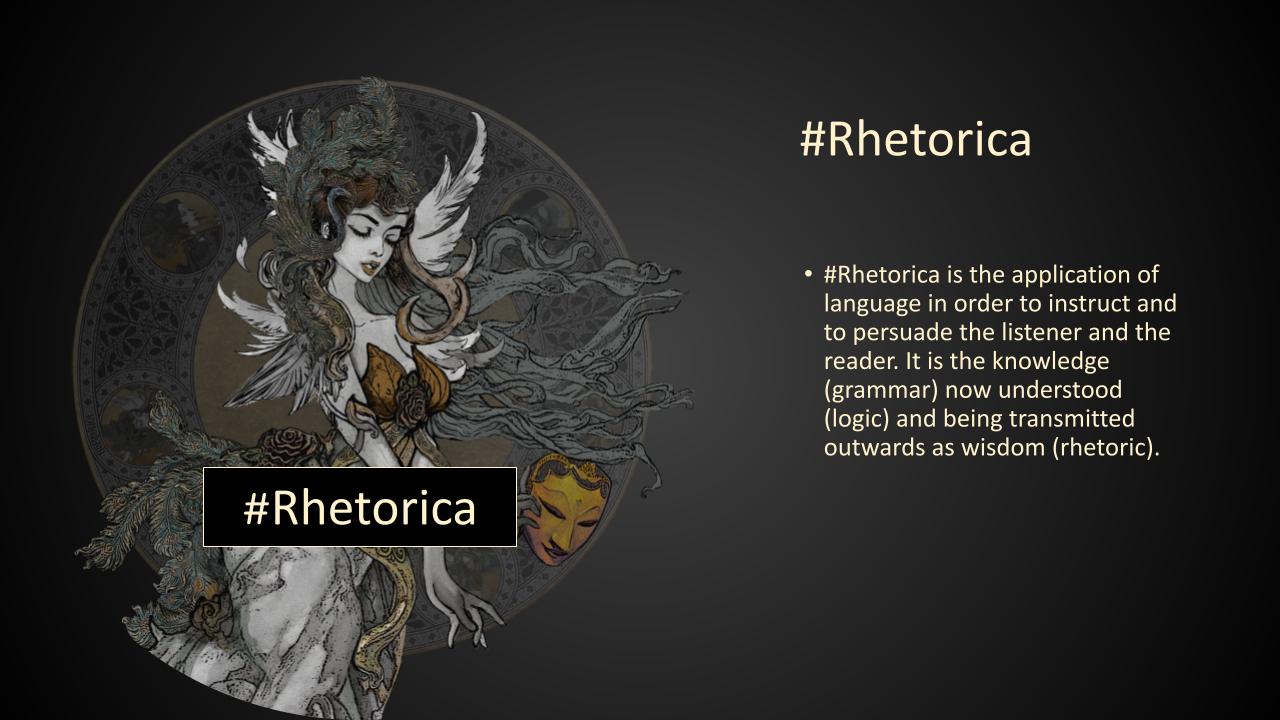 #Rhetorica
• #Rhetorica is the application of
language in order to instruct and
to persuade the listener and the
reader. It is the knowledge
(grammar) now understood
(logic) and being transmitted
outwards as wisdom (rhetoric).
#Rhetorica